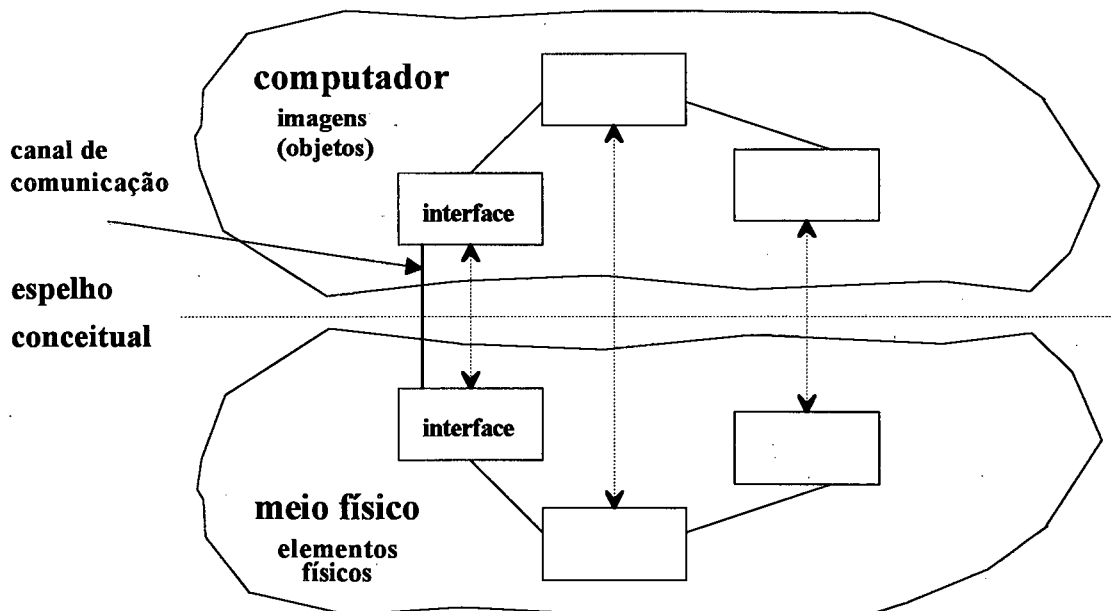 computador
imagens
(objetos)
canal de
comunicação
interface
espelho
conceitual
interface
meio físico
elementos
físicos